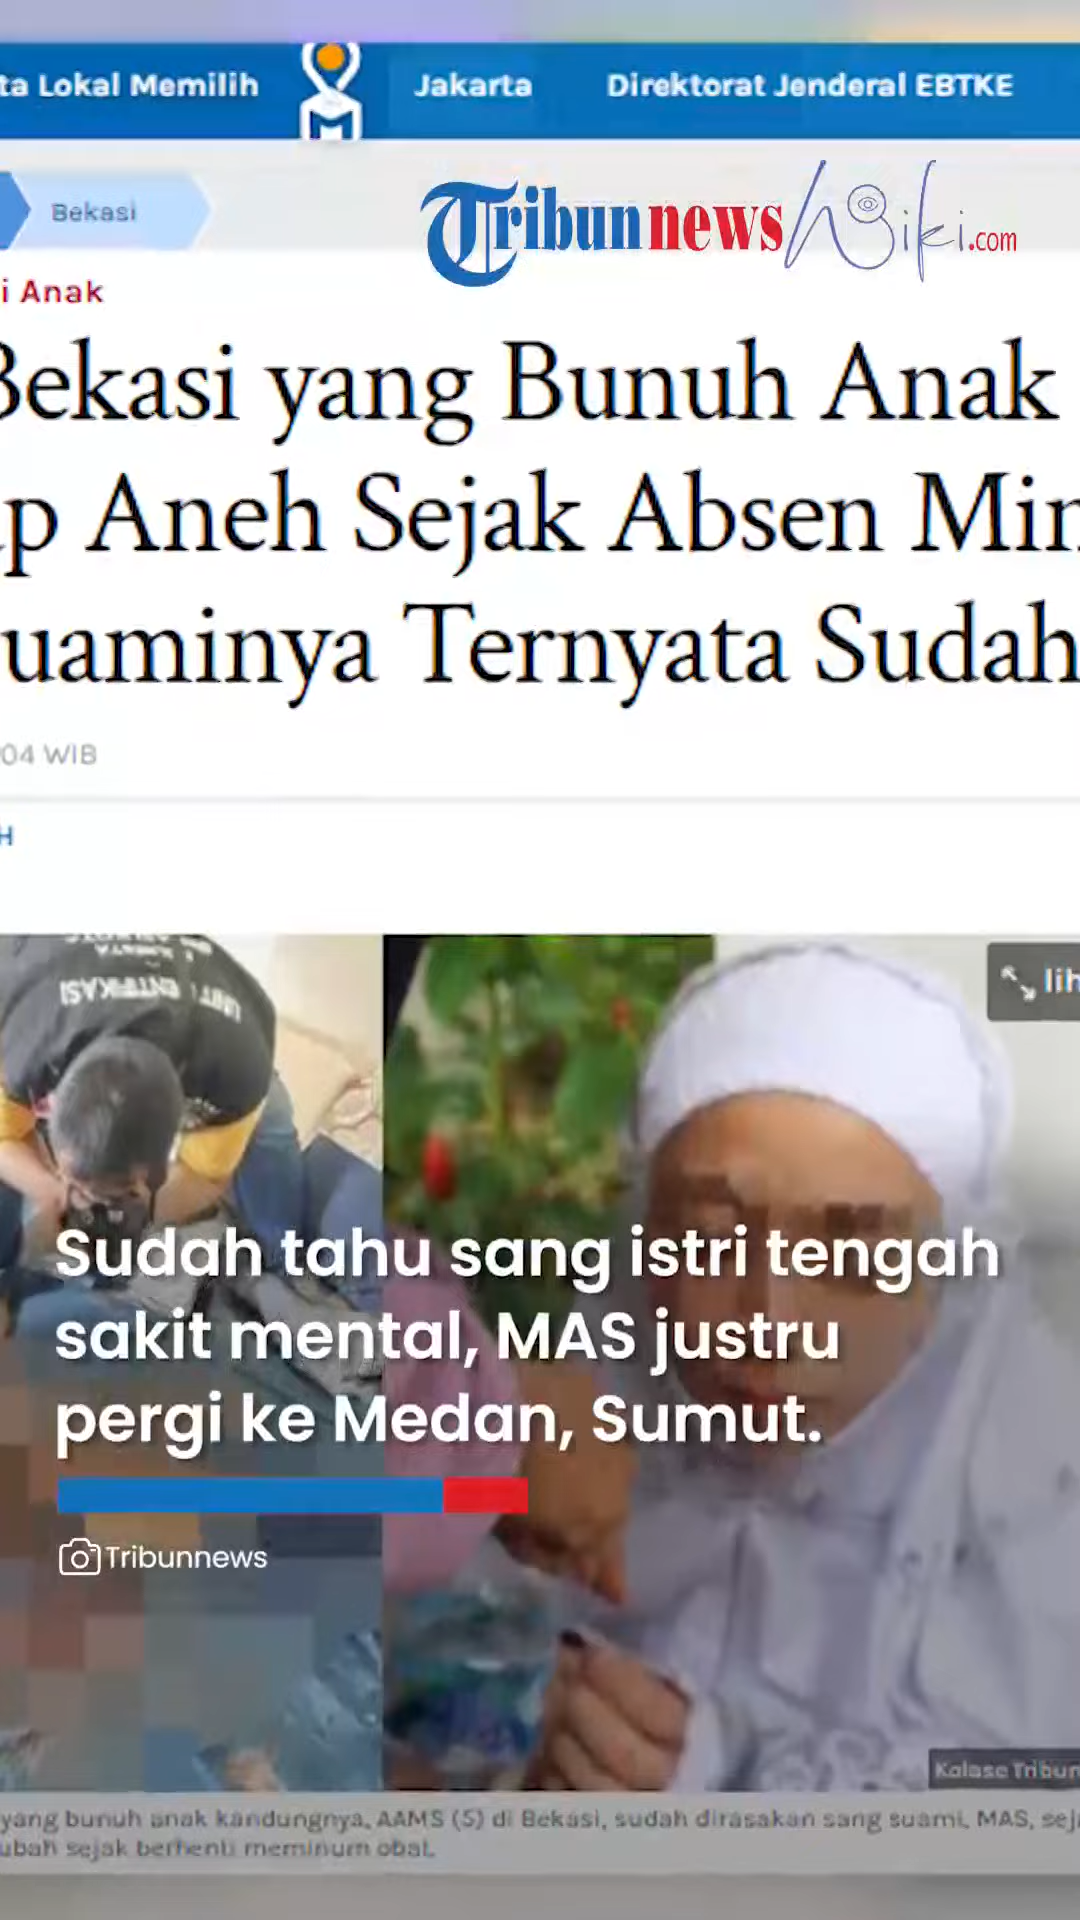 ta Lokal Memilih
Jakarta
Direktorat Jenderal EBTKE
Bekasi
TribunnewsWiki.com
i Anak
Bekasi yang Bunuh Anak
ap Aneh Sejak Absen Min
uaminya Ternyata Sudah
04 WIB
H
lih
Sudah tahu sang istri tengah
sakit mental, MAS justru
pergi ke Medan, Sumut.
Tribunnews
Kolase Tribun
yang bunuh anak kandungnya, AAMS (5) di Bekasi, sudah dirasakan sang suami, MAS, sej
ubah sejak berhenti meminum obat.